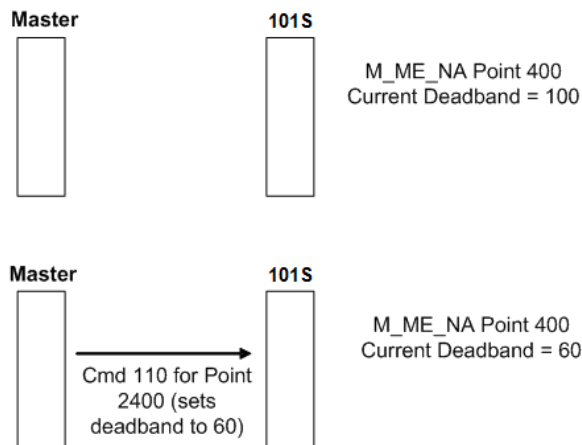 Master
101S
M_ME_NA Point 400
Current Deadband = 100
Master
101S
M_ME_NA Point 400
Current Deadband = 60
Cmd 110 for Point
2400 (sets
deadband to 60)